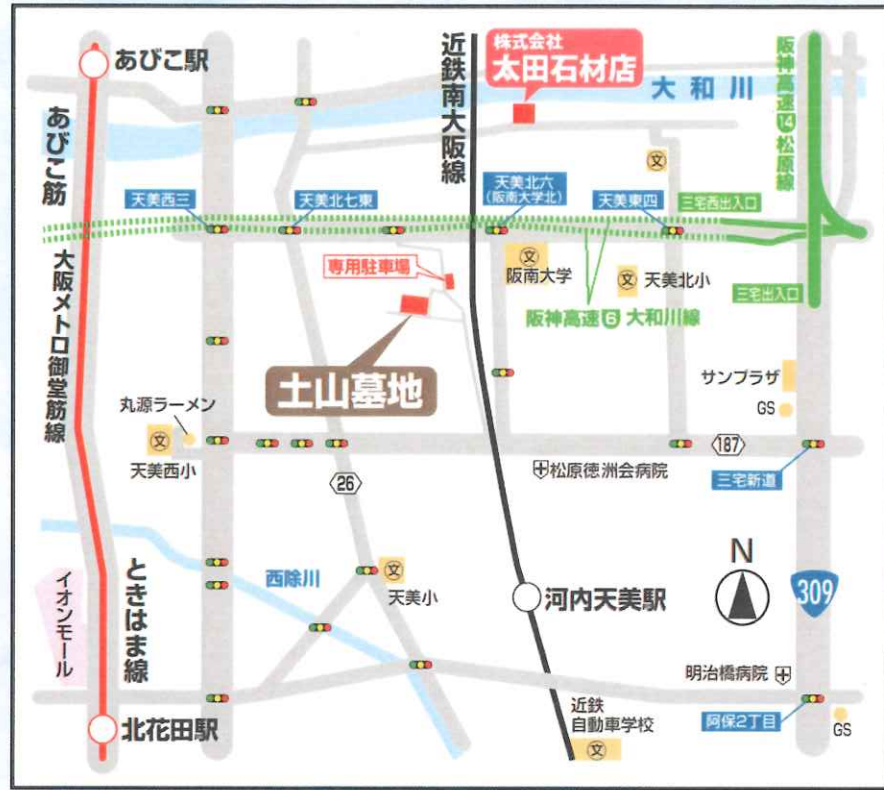 あびこ駅
近鉄南大阪線
株式会社
太田石材店
大和川
阪神高速14松原線
あびこ筋
文
天美西三
天美北七東
天美北六
(阪南大学北)
天美東四
三宅西出入口
大阪メトロ御堂筋線
専用駐車場
文
阪南大学
文
天美北小
三宅出入口
阪神高速6 大和川線
土山墓地
サンプラザ
GS
丸源ラーメン
文
天美西小
187
26
松原徳洲会病院
三宅新道
西除川
文
天美小
N
309
イオンモール
ときはま線
河内天美駅
明治橋病院
北花田駅
近鉄
自動車学校
文
阿保2丁目
GS